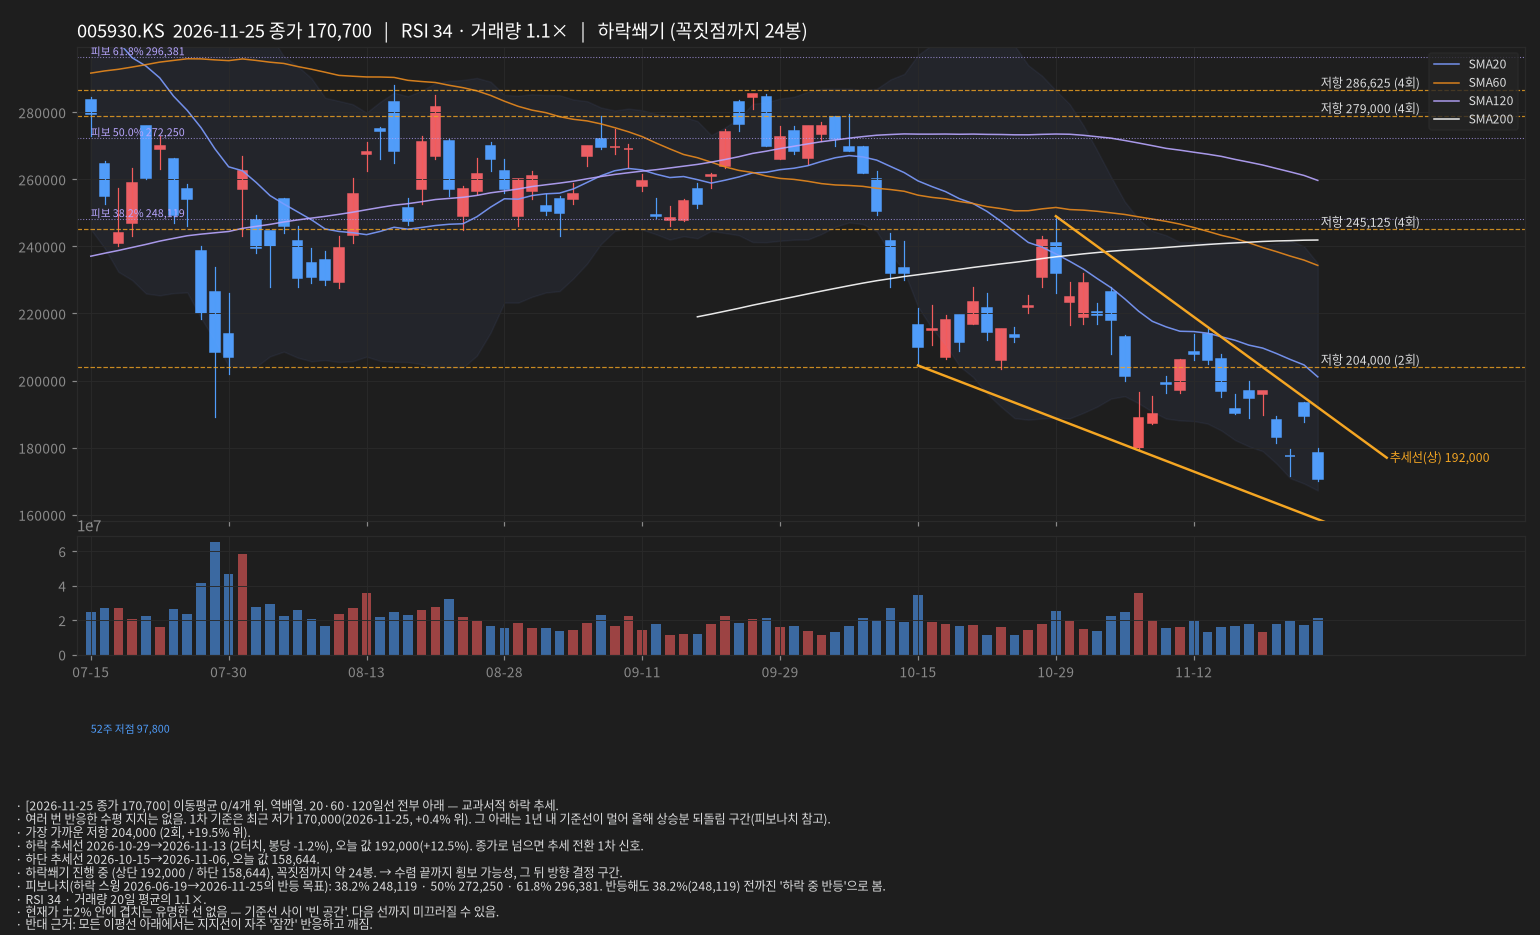 005930.KS 2026-11-25 종가 170,700 | RSI 34 · 거래량 1.1× | 하락쐐기 (꼭짓점까지 24봉)
피보 61.8% 296,381
SMA20
SMA60
SMA120
SMA200
저항 286,625 (4회)
저항 279,000 (4회)
피보 50.0% 272,250
피보 38.2% 248,119
저항 245,125 (4회)
저항 204,000 (2회)
추세선(상) 192,000
280000
260000
240000
220000
200000
180000
160000
1e7
6
4
2
0
07-15 07-30 08-13 08-28 09-11 09-29 10-15 10-29 11-12
52주 저점 97,800
· [2026-11-25 종가 170,700] 이동평균 0/4개 위. 역배열. 20·60·120일선 전부 아래 — 교과서적 하락 추세.
· 여러 번 반응한 수평 지지는 없음. 1차 기준은 최근 저가 170,000(2026-11-25, +0.4% 위). 그 아래는 1년 내 기준선이 멀어 올해 상승분 되돌림 구간(피보나치 참고).
· 가장 가까운 저항 204,000 (2회, +19.5% 위).
· 하락 추세선 2026-10-29→2026-11-13 (2터치, 봉당 -1.2%), 오늘 값 192,000(+12.5%). 종가로 넘으면 추세 전환 1차 신호.
· 하단 추세선 2026-10-15→2026-11-06, 오늘 값 158,644.
· 하락쐐기 진행 중 (상단 192,000 / 하단 158,644), 꼭짓점까지 약 24봉. → 수렴 끝까지 횡보 가능성, 그 뒤 방향 결정 구간.
· 피보나치(하락 스윙 2026-06-19→2026-11-25의 반등 목표): 38.2% 248,119 · 50% 272,250 · 61.8% 296,381. 반등해도 38.2%(248,119) 전까진 '하락 중 반등'으로 봄.
· RSI 34 · 거래량 20일 평균의 1.1×.
· 현재가 ±2% 안에 겹치는 유명한 선 없음 — 기준선 사이 '빈 공간'. 다음 선까지 미끄러질 수 있음.
· 반대 근거: 모든 이평선 아래에서는 지지선이 자주 '잠깐' 반응하고 깨짐.